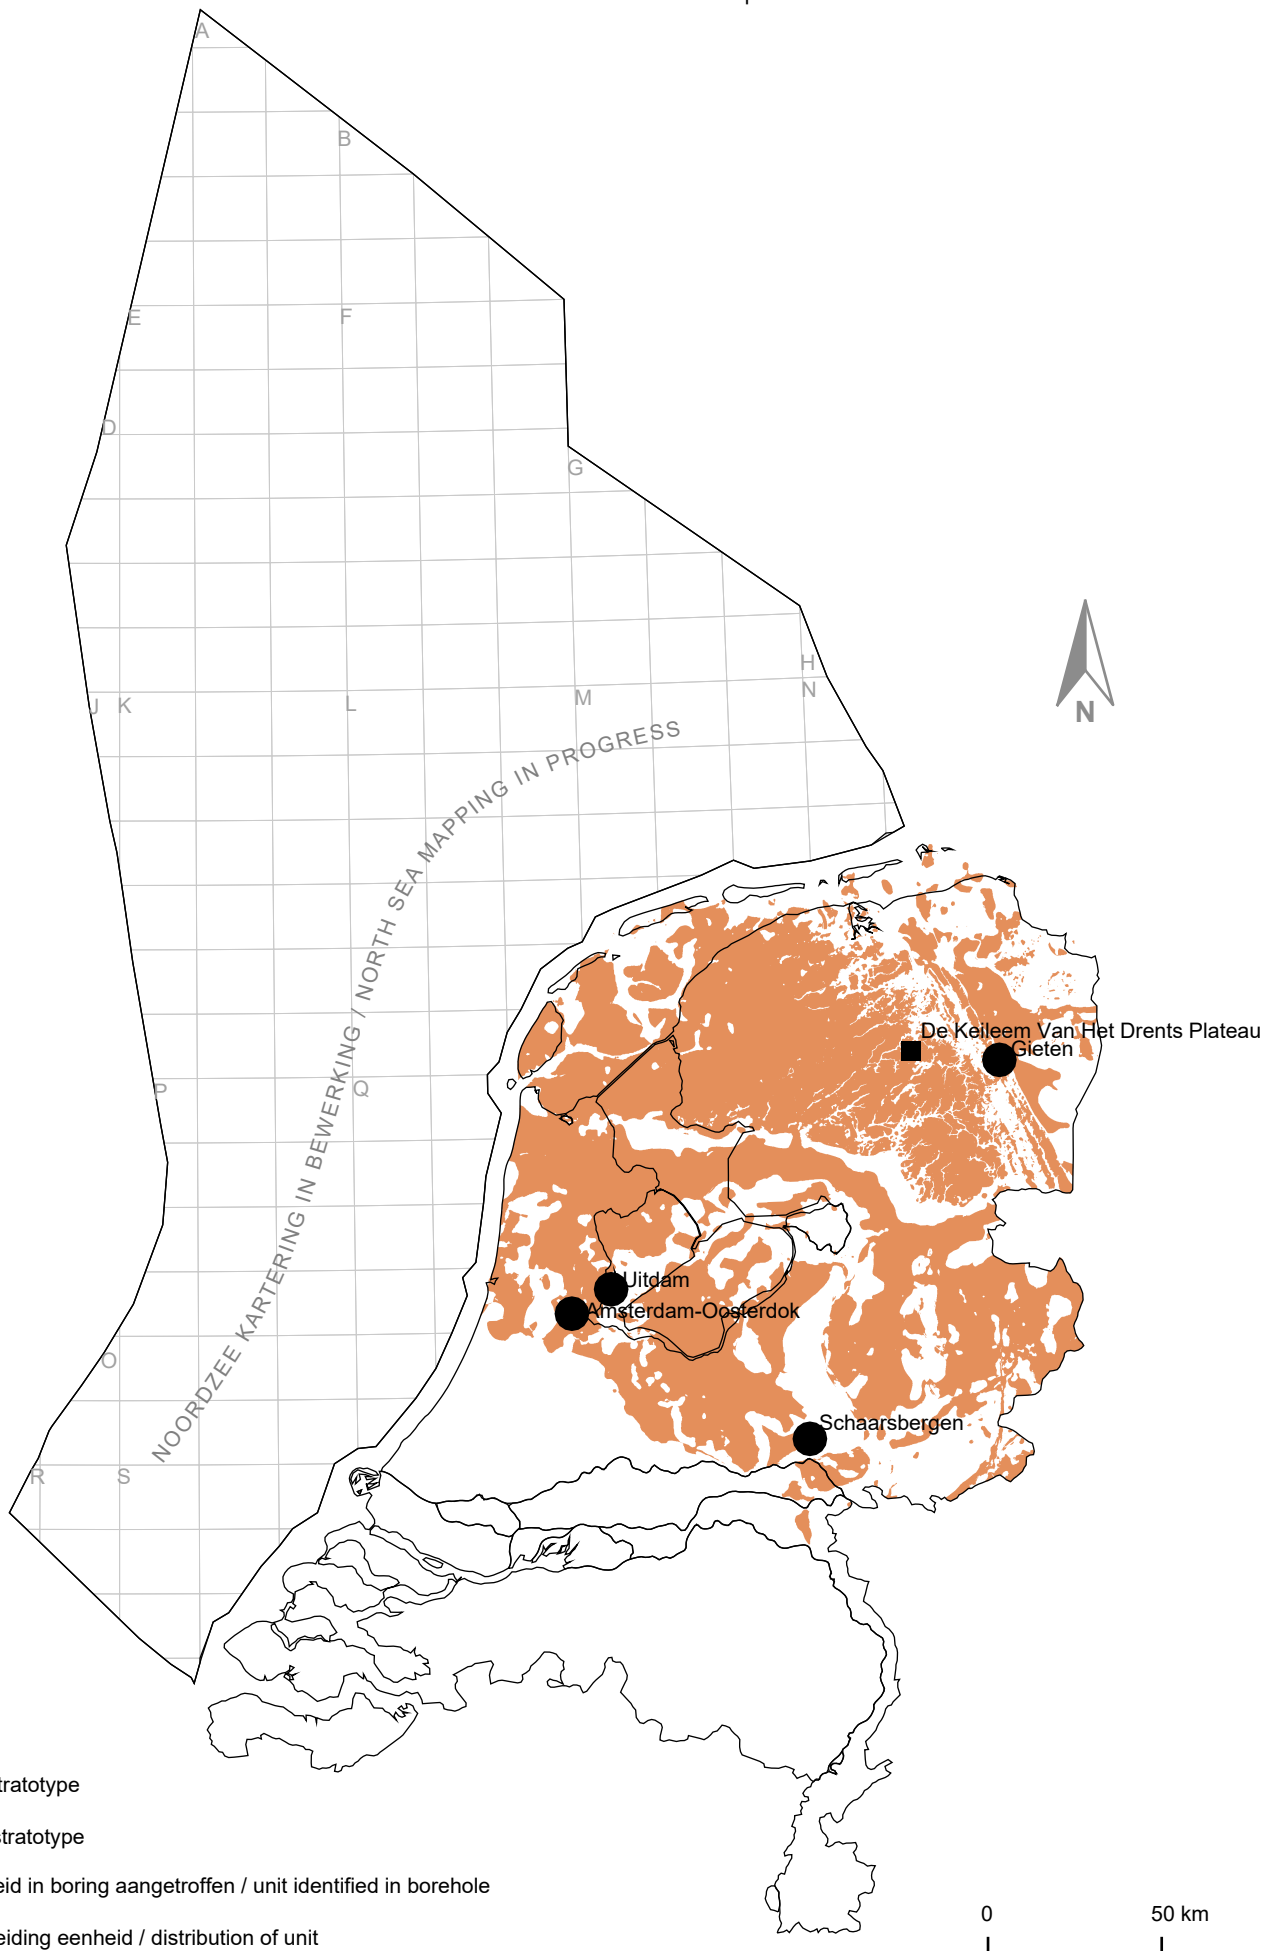 A
B
E
F
D
G
H
N
J
K
L
M
NOORDZEE KARTERING IN BEWERKING / NORTH SEA MAPPING IN PROGRESS
N
De Keileem Van Het Drents Plateau
Gieten
P
Q
Uitdam
Amsterdam-Oosterdok
O
Schaarsbergen
R
S
tratotype
stratotype
eid in boring aangetroffen / unit identified in borehole
eiding eenheid / distribution of unit
0
50 km